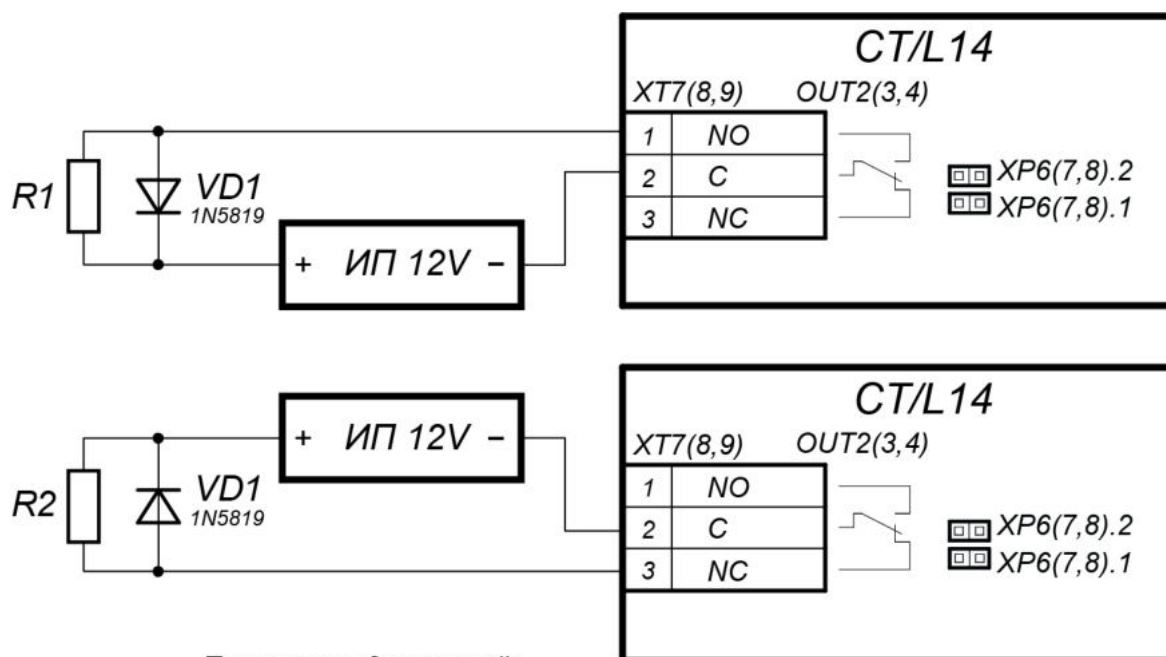 CT/L14
XT7(8,9) OUT2(3,4)
1 NO
2 C
3 NC
XP6(7,8).2
XP6(7,8).1
R1
VD1
1N5819
+ ИП 12V −
CT/L14
XT7(8,9) OUT2(3,4)
1 NO
2 C
3 NC
XP6(7,8).2
XP6(7,8).1
+ ИП 12V −
R2
VD1
1N5819